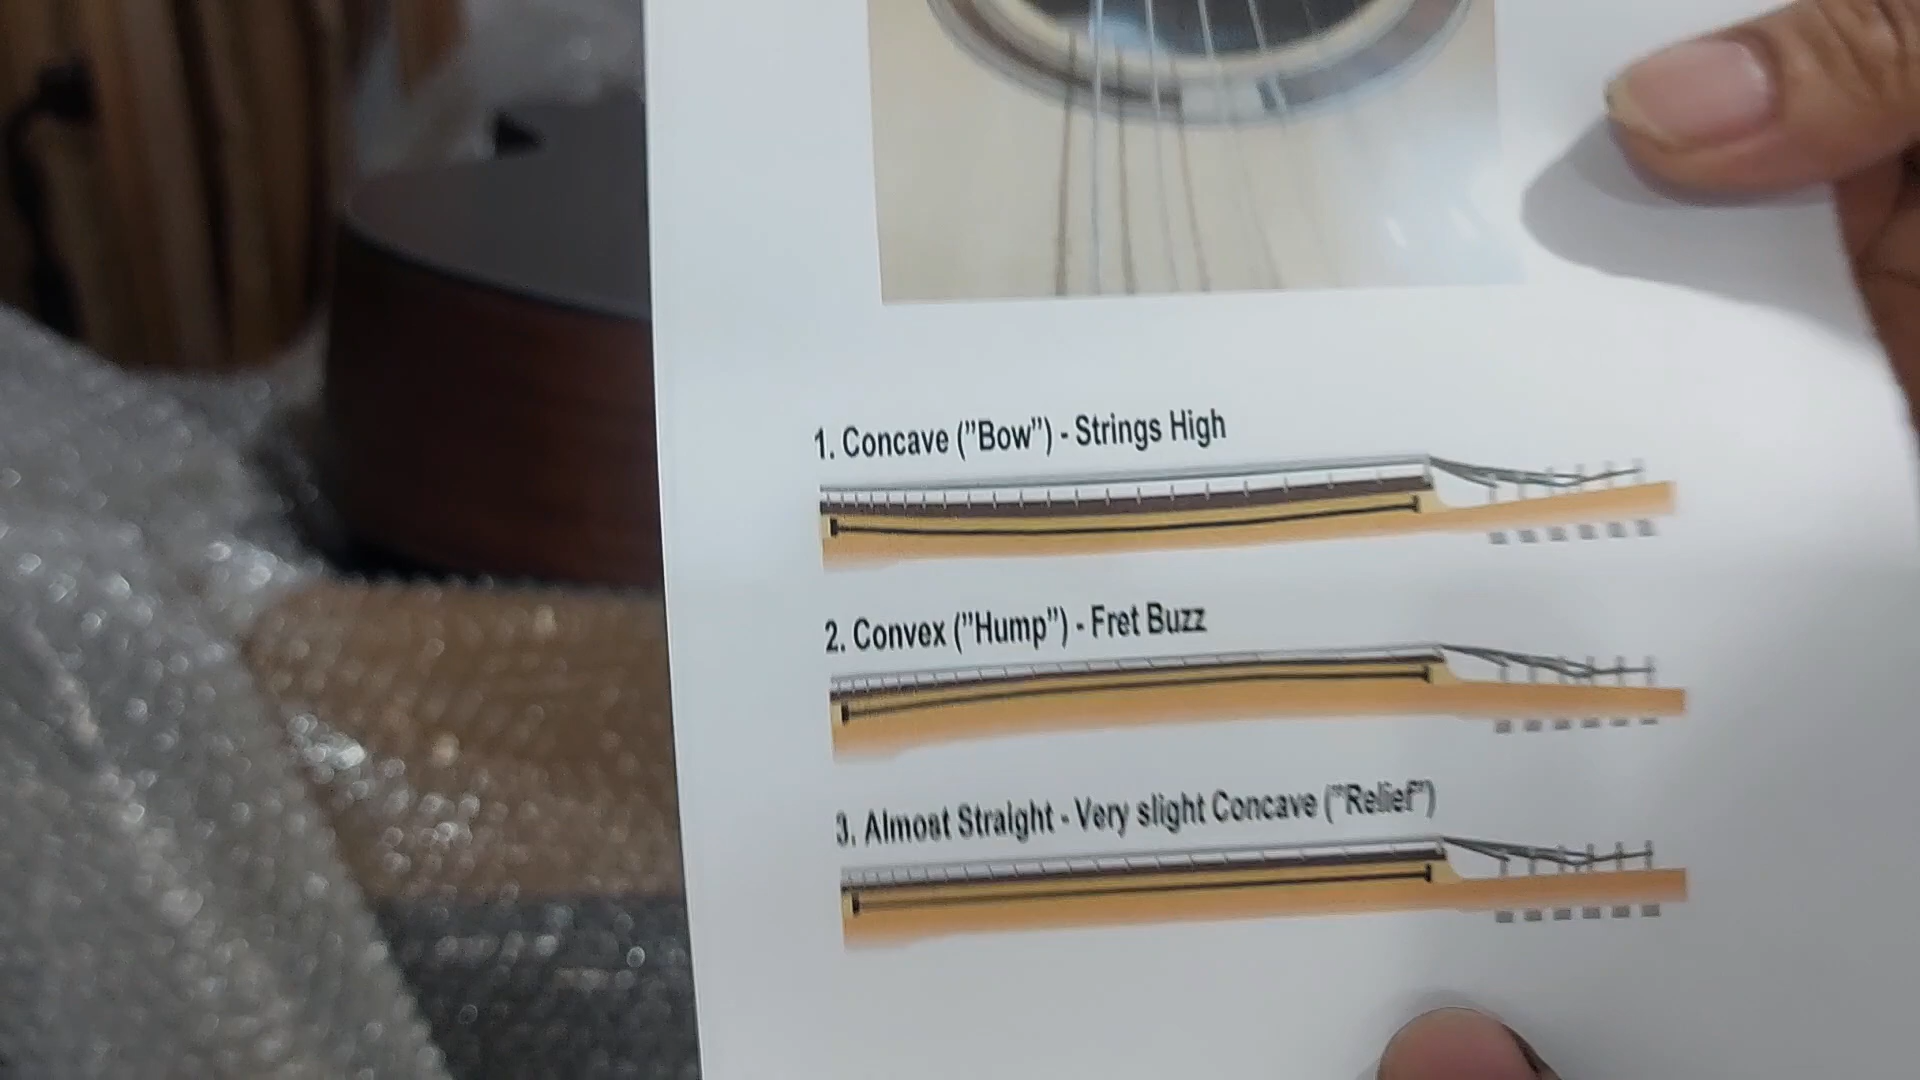 1. Concave (”Bow”) - Strings High
2. Convex (”Hump”) - Fret Buzz
3. Almost Straight - Very slight Concave (”Relief”)